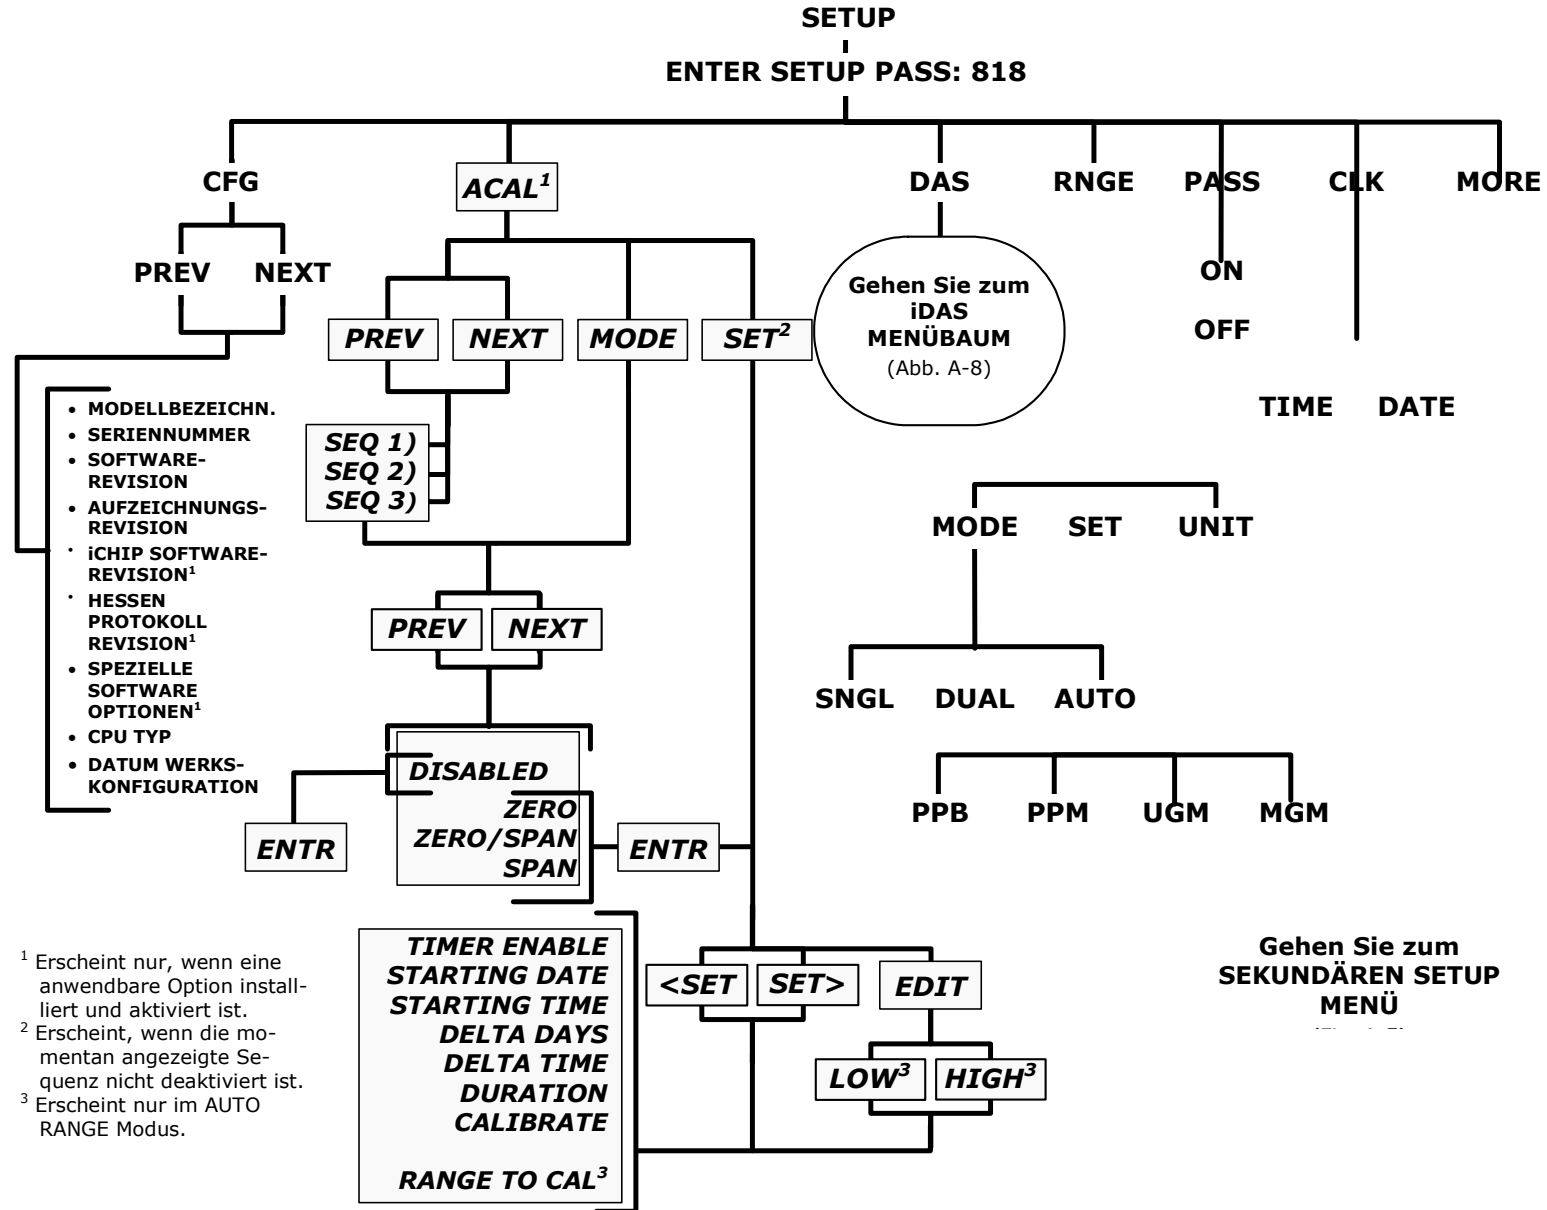 SETUP
ENTER SETUP PASS: 818
CFG
ACAL¹
DAS
RNGE
PASS
CLK
MORE
PREV
NEXT
PREV
NEXT
MODE
SET²
Gehen Sie zum
iDAS
MENÜBAUM
(Abb. A-8)
ON
OFF
TIME
DATE
• MODELLBEZEICHN.
• SERIENNUMMER
• SOFTWARE-
REVISION
• AUFZEICHNUNGS-
REVISION
• iCHIP SOFTWARE-
REVISION¹
• HESSEN
PROTOKOLL
REVISION¹
• SPEZIELLE
SOFTWARE
OPTIONEN¹
• CPU TYP
• DATUM WERKS-
KONFIGURATION
SEQ 1)
SEQ 2)
SEQ 3)
MODE
SET
UNIT
PREV
NEXT
SNGL
DUAL
AUTO
DISABLED
ZERO
ZERO/SPAN
SPAN
ENTR
ENTR
PPB
PPM
UGM
MGM
TIMER ENABLE
STARTING DATE
STARTING TIME
DELTA DAYS
DELTA TIME
DURATION
CALIBRATE
RANGE TO CAL³
<SET
SET>
EDIT
LOW³
HIGH³
Gehen Sie zum
SEKUNDÄREN SETUP
MENÜ
¹ Erscheint nur, wenn eine
anwendbare Option install-
liert und aktiviert ist.
² Erscheint, wenn die mo-
mentan angezeigte Se-
quenz nicht deaktiviert ist.
³ Erscheint nur im AUTO
RANGE Modus.